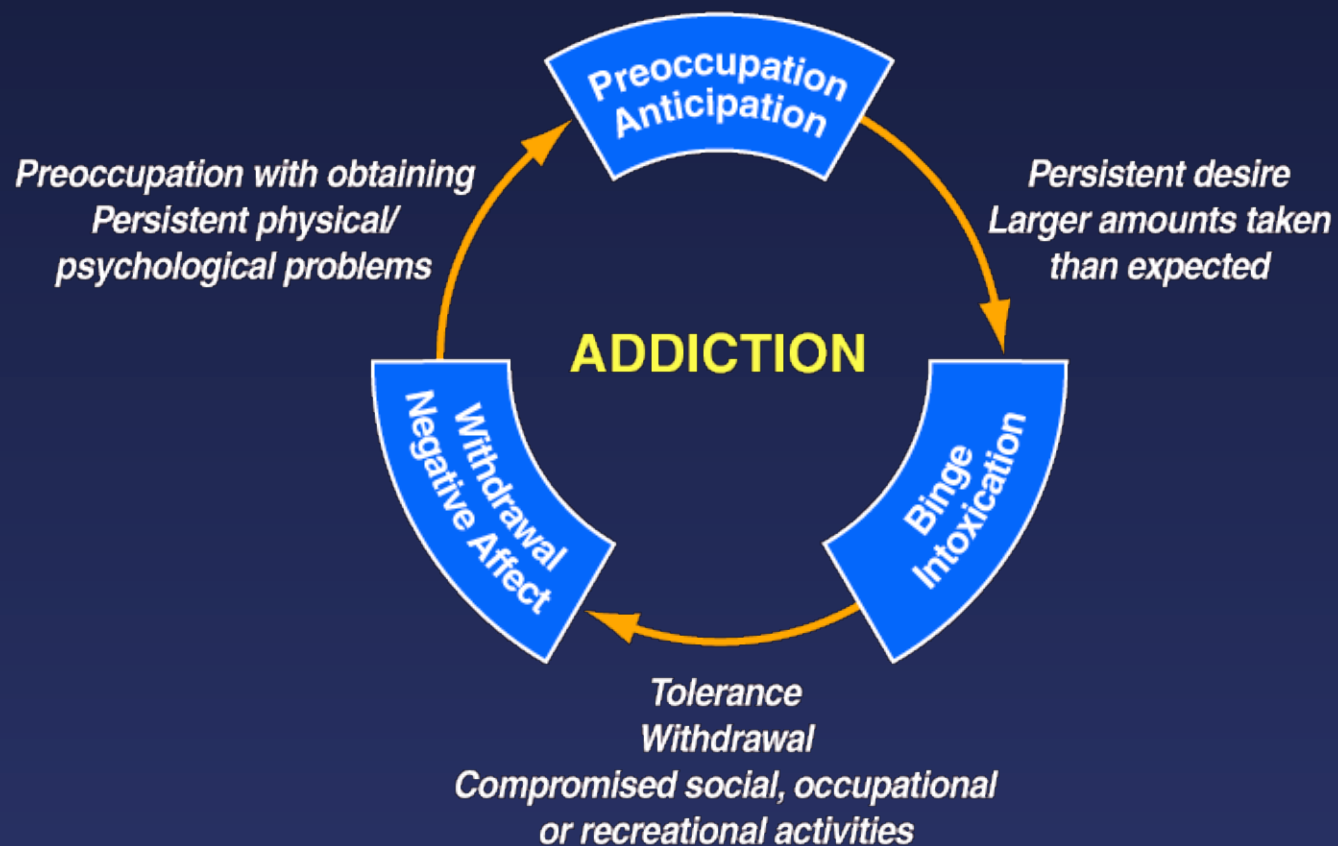 Preoccupation
Anticipation
Preoccupation with obtaining
Persistent physical/
psychological problems
Persistent desire
Larger amounts taken
than expected
ADDICTION
Withdrawal
Negative Affect
Binge
Intoxication
Tolerance
Withdrawal
Compromised social, occupational
or recreational activities